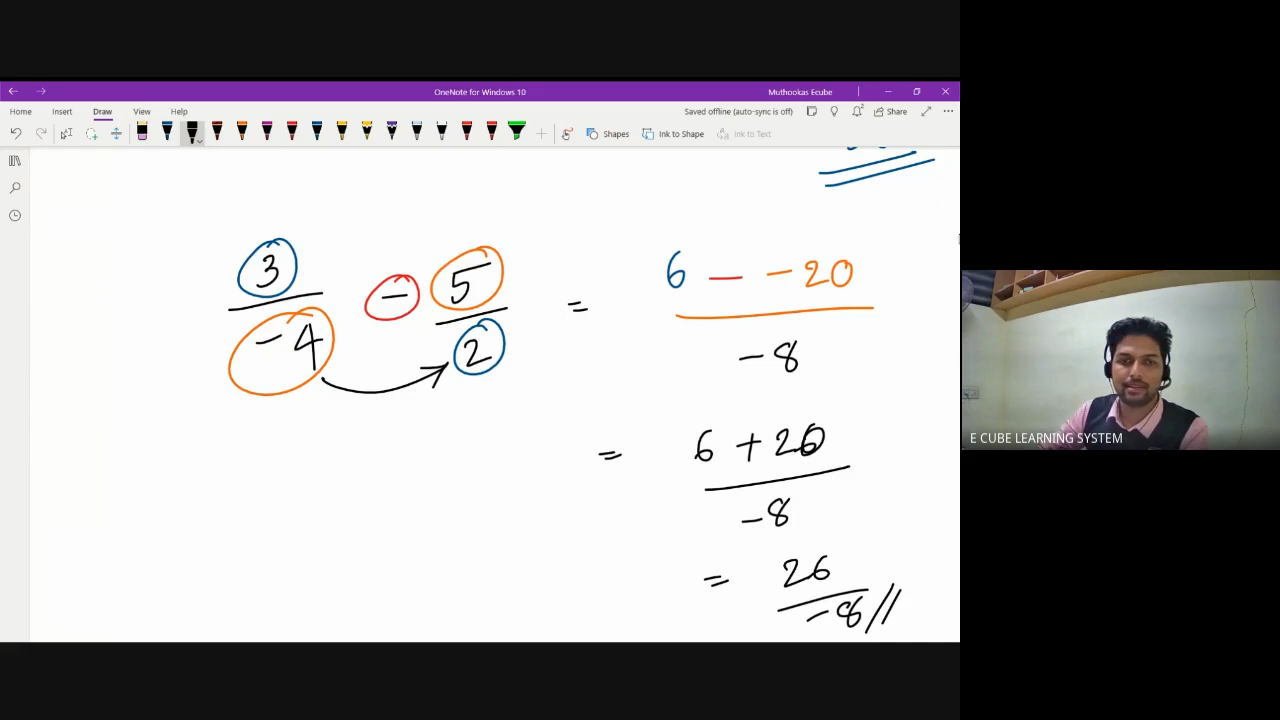 OneNote for Windows 10
Muthookas Ecube
Home Insert Draw View Help
Saved offline (auto-sync is off)
2
Share
Shapes
Ink to Shape
Ink to Text
3 / -4 - 5 / 2 = 6 - -20 / -8
= 6 + 20 / -8
= 26 / -8 //
E CUBE LEARNING SYSTEM